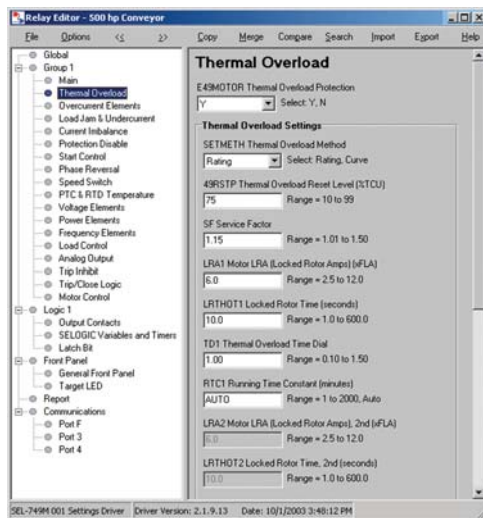 Relay Editor - 500 hp Conveyor
File Options << >> Copy Merge Compare Search Import Export Help
Global
Group 1
Main
Thermal Overload
Overcurrent Elements
Load Jam & Undercurrent
Current Imbalance
Protection Disable
Start Control
Phase Reversal
Speed Switch
PTC & RTD Temperature
Voltage Elements
Power Elements
Frequency Elements
Load Control
Analog Output
Trip Inhibit
Trip/Close Logic
Motor Control
Logic 1
Output Contacts
SELOGIC Variables and Timers
Latch Bit
Front Panel
General Front Panel
Target LED
Report
Communications
Port F
Port 3
Port 4
Thermal Overload
E49MOTOR Thermal Overload Protection
Y Select: Y, N
Thermal Overload Settings
SETMETH Thermal Overload Method
Rating Select: Rating, Curve
49RSTP Thermal Overload Reset Level (%TCU)
75 Range = 10 to 99
SF Service Factor
1.15 Range = 1.01 to 1.50
LRA1 Motor LRA (Locked Rotor Amps) (xFLA)
6.0 Range = 2.5 to 12.0
LRTHOT1 Locked Rotor Time (seconds)
10.0 Range = 1.0 to 600.0
TD1 Thermal Overload Time Dial
1.00 Range = 0.10 to 1.50
RTC1 Running Time Constant (minutes)
AUTO Range = 1 to 2000, Auto
LRA2 Motor LRA (Locked Rotor Amps), 2nd (xFLA)
6.0 Range = 2.5 to 12.0
LRTHOT2 Locked Rotor Time, 2nd (seconds)
10.0 Range = 1.0 to 600.0
SEL-749M 001 Settings Driver Driver Version: 2.1.9.13 Date: 10/1/2003 3:48:12 PM